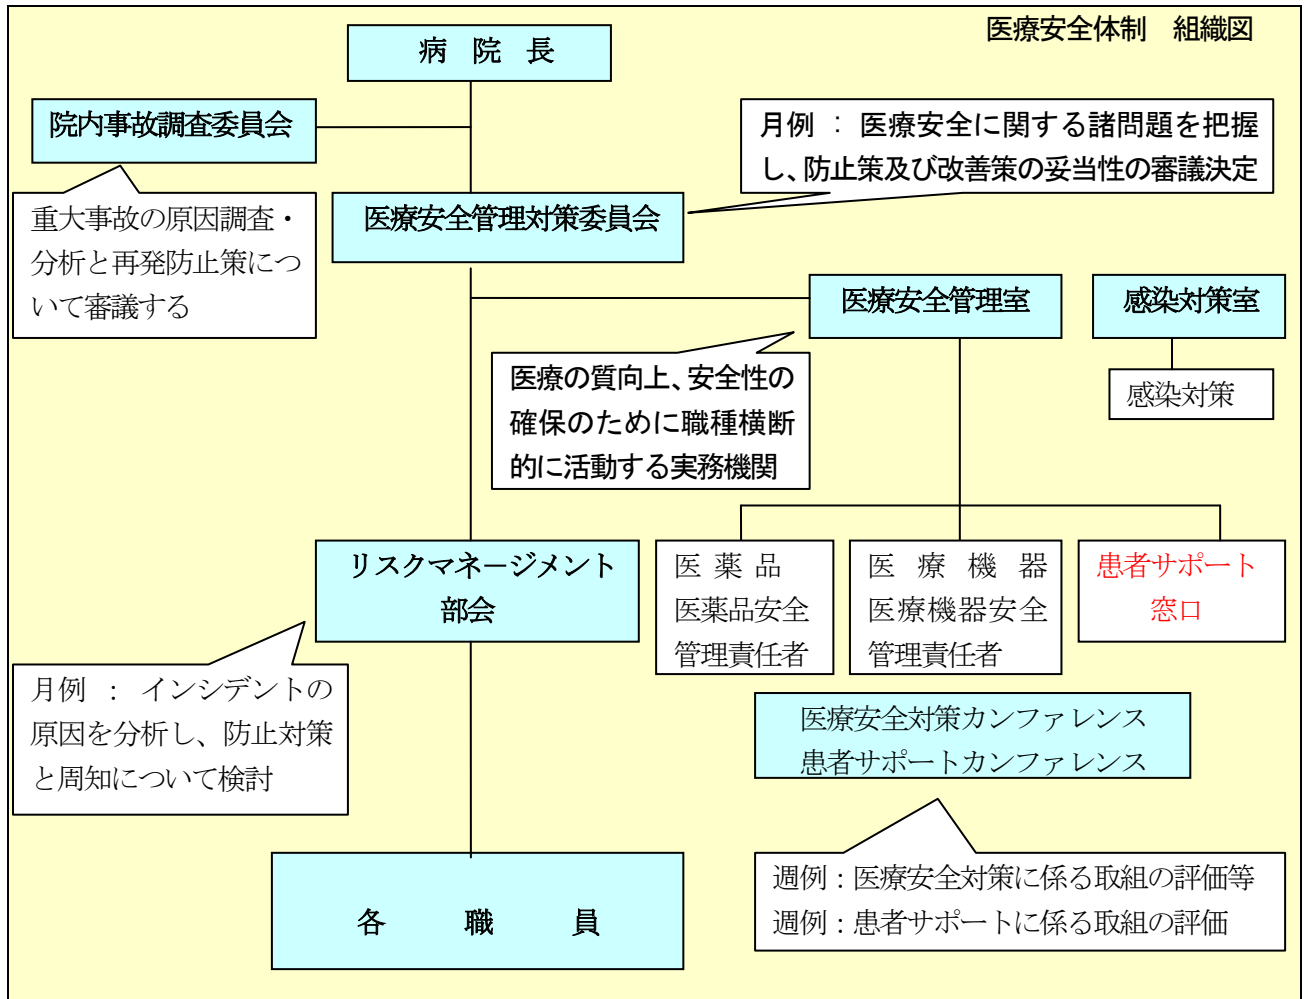 医療安全体制　組織図
病　院　長
院内事故調査委員会
月例 ： 医療安全に関する諸問題を把握
し、防止策及び改善策の妥当性の審議決定
重大事故の原因調査・
分析と再発防止策につ
いて審議する
医療安全管理対策委員会
医療安全管理室
感染対策室
医療の質向上、安全性の
確保のために職種横断
的に活動する実務機関
感染対策
リスクマネージメント
部会
医 薬 品
医薬品安全
管理責任者
医 療 機 器
医療機器安全
管理責任者
患者サポート
窓口
月例 ： インシデントの
原因を分析し、防止対策
と周知について検討
医療安全対策カンファレンス
患者サポートカンファレンス
週例：医療安全対策に係る取組の評価等
週例：患者サポートに係る取組の評価
各　職　員